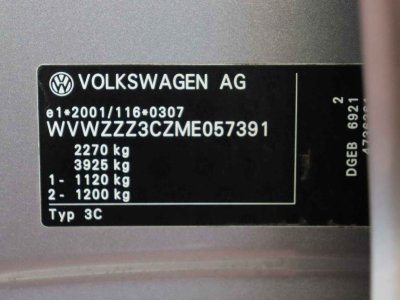 VOLKSWAGEN AG
e1*2001/116*0307
WVWZZZ3CZME057391
2270 kg
3925 kg
1- 1120 kg
2- 1200 kg
Typ 3C
2
DGEB 6921